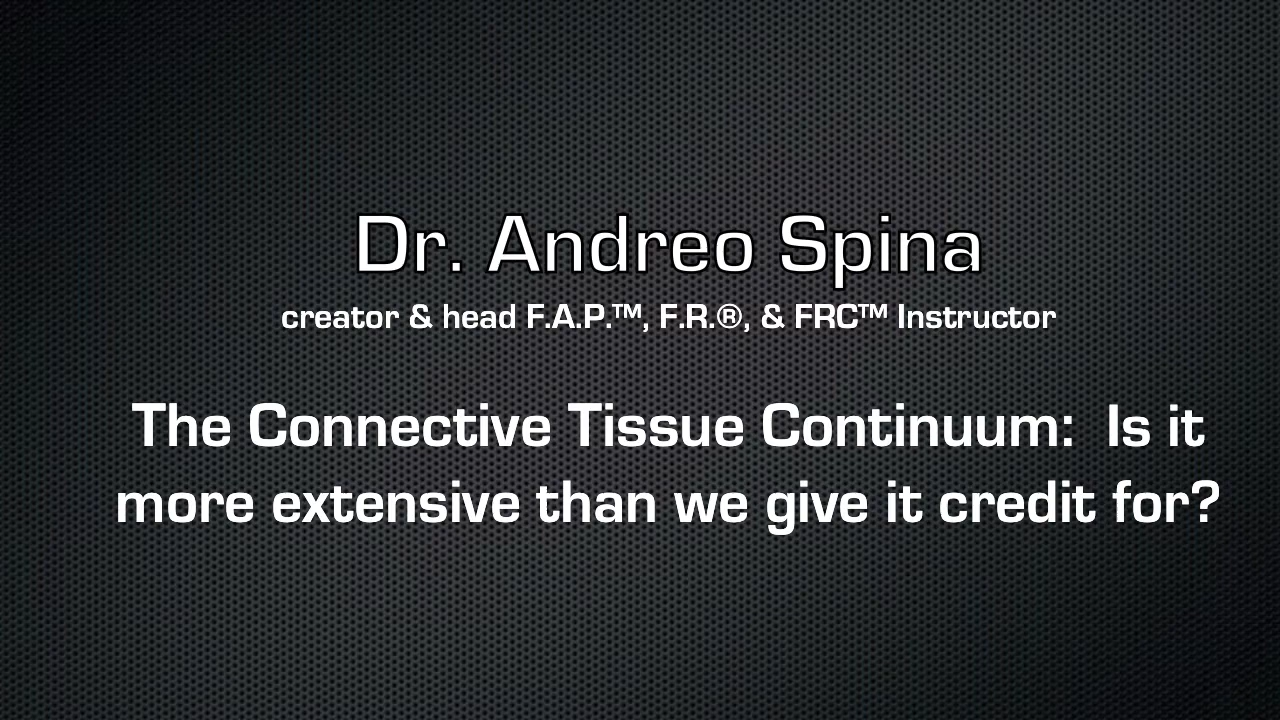 Dr. Andreo Spina
creator & head F.A.P.™, F.R.®, & FRC™ Instructor
The Connective Tissue Continuum:  Is it
more extensive than we give it credit for?